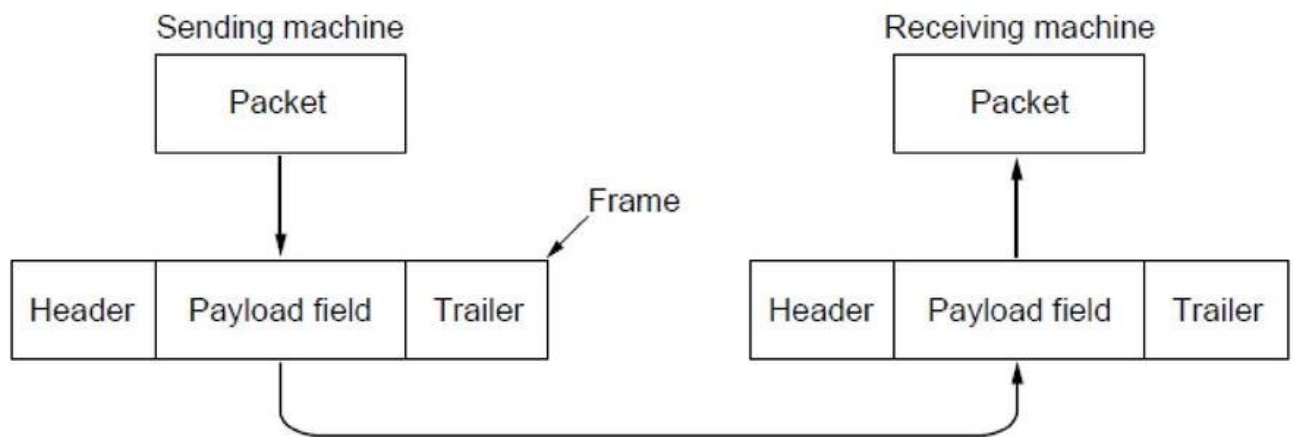 Sending machine
Receiving machine
Packet
Packet
Frame
Header
Payload field
Trailer
Header
Payload field
Trailer